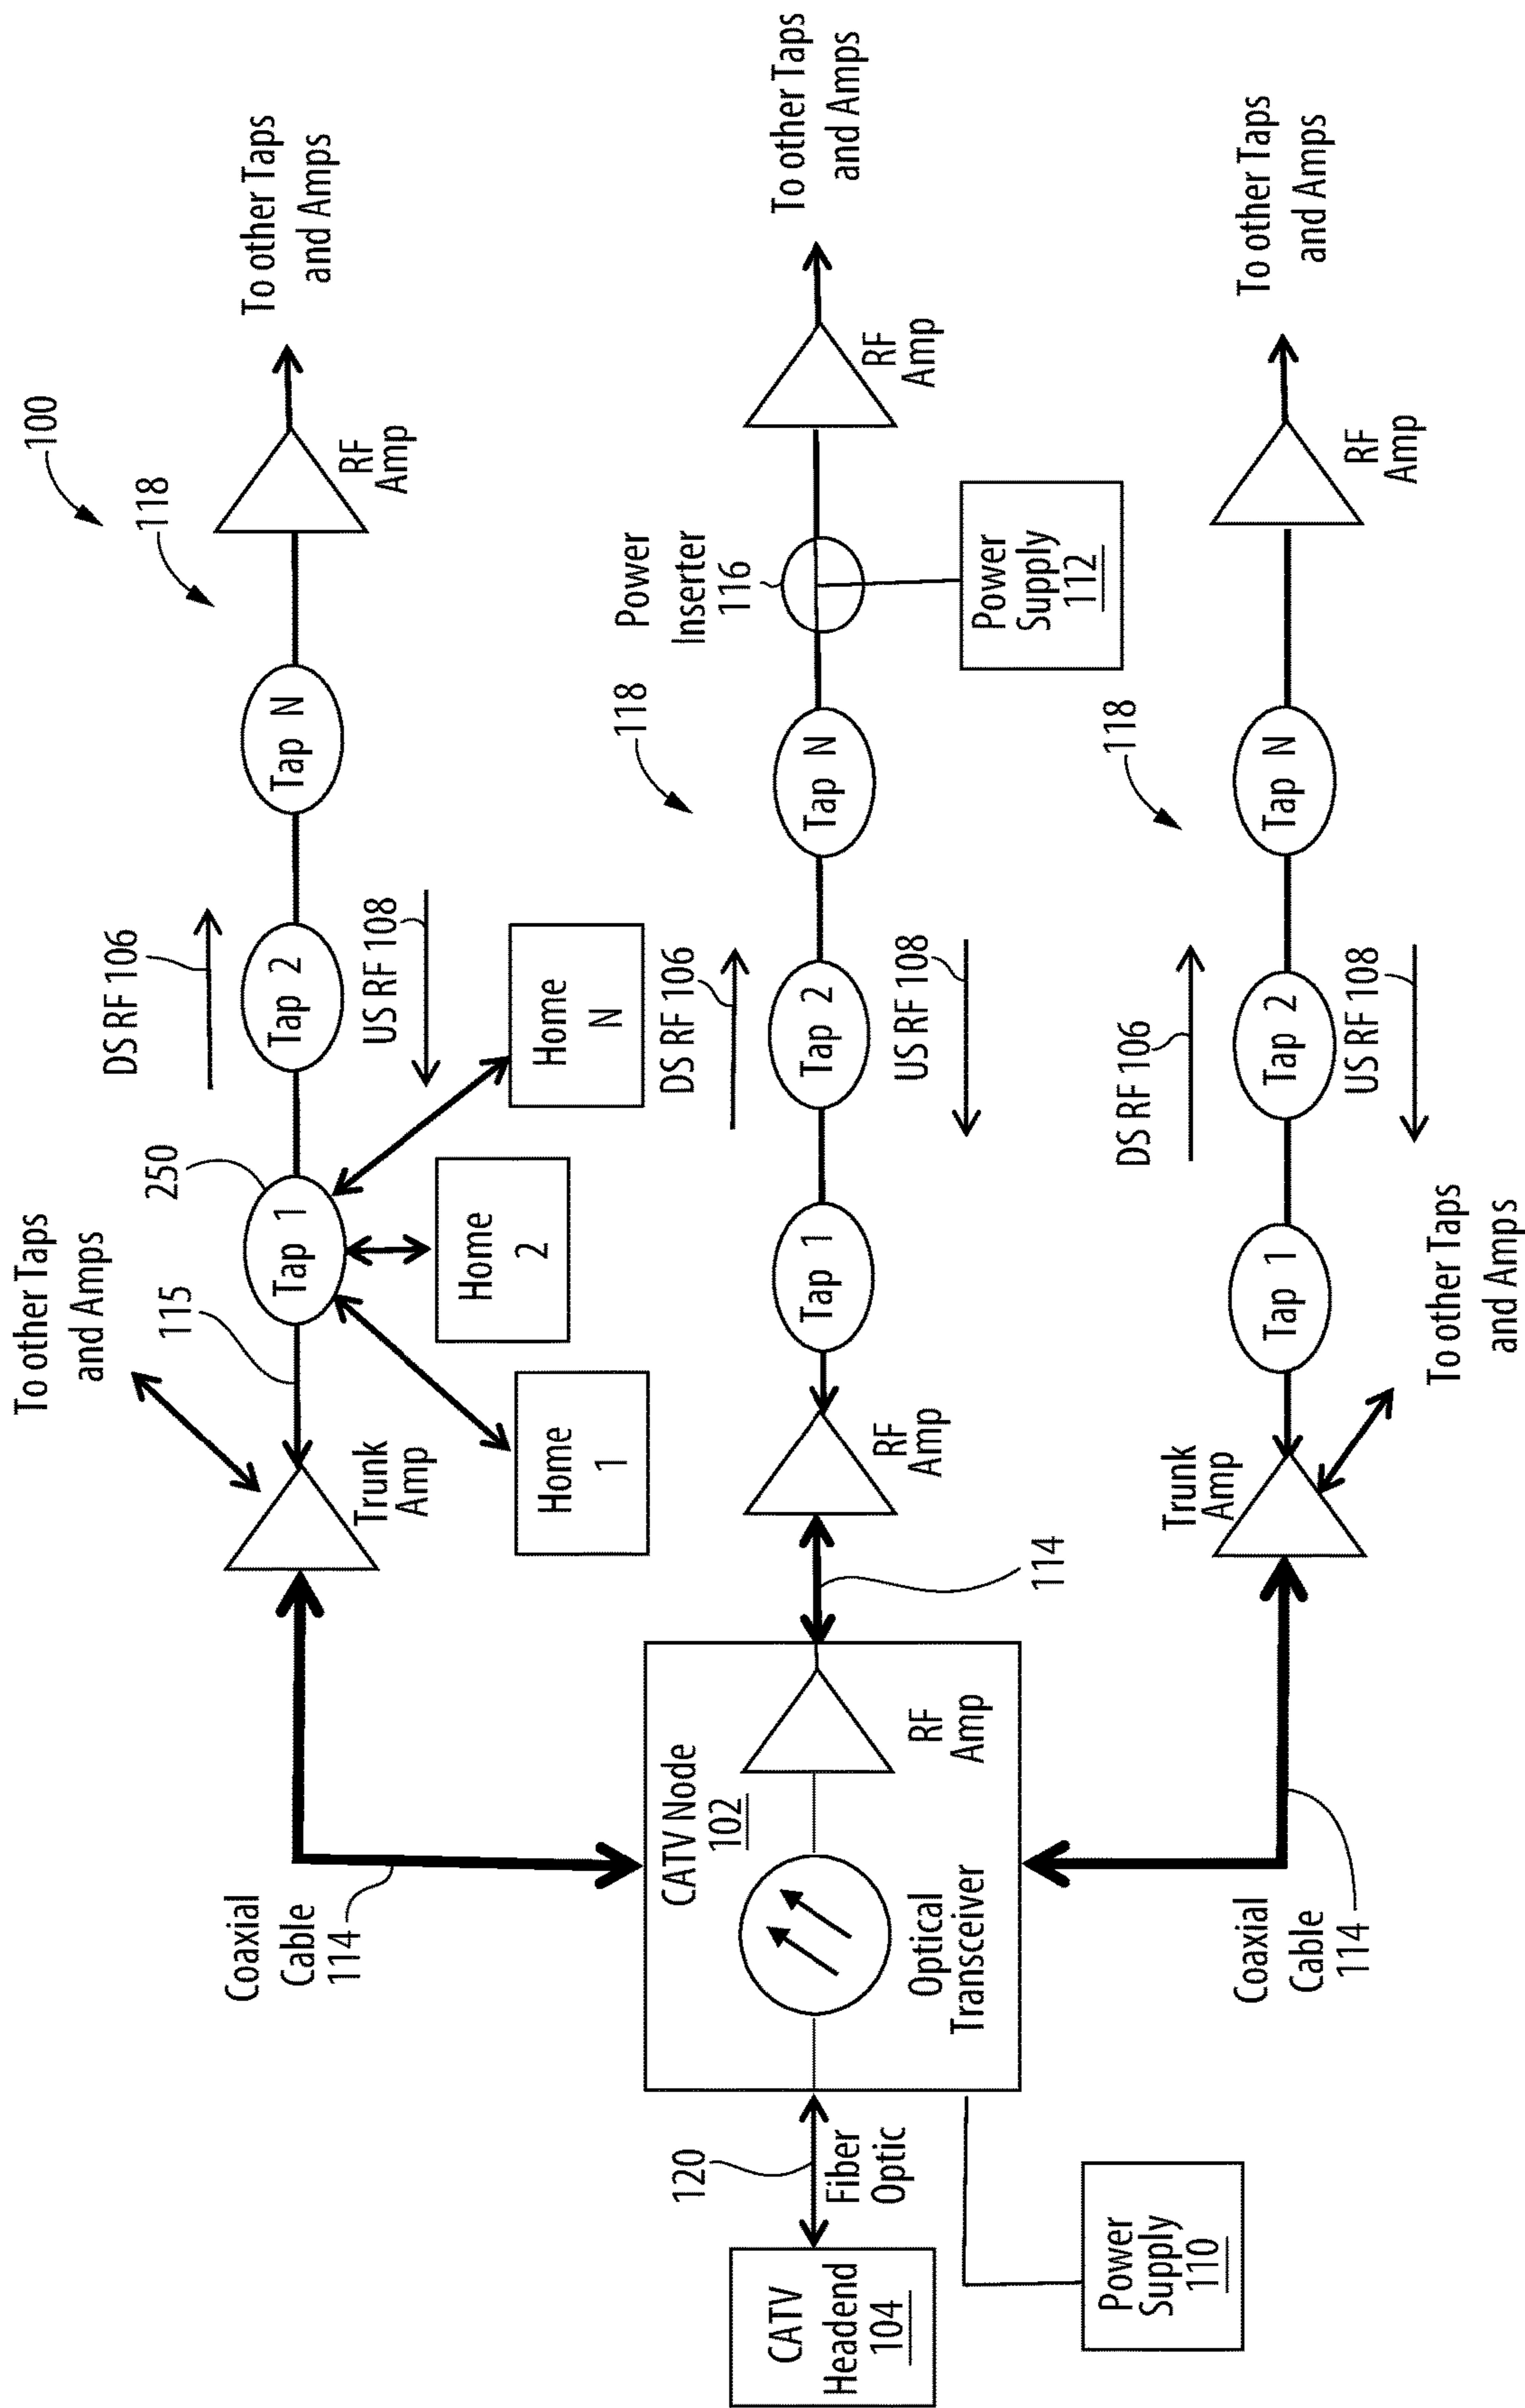 100
118
To other Taps
and Amps
115
250
DS RF 106
Tap 1
Tap 2
Tap N
RF
Amp
To other Taps
and Amps
Trunk
Amp
US RF 108
Home
1
Home
2
Home
N
Coaxial
Cable
114
118
Power
Inserter
116
DS RF 106
CATV Node
102
RF
Amp
Optical
Transceiver
CATV
Headend
104
120
Fiber
Optic
114
RF
Amp
Tap 1
Tap 2
Tap N
US RF 108
RF
Amp
To other Taps
and Amps
Power
Supply
112
Power
Supply
110
118
DS RF 106
Trunk
Amp
Tap 1
Tap 2
Tap N
RF
Amp
To other Taps
and Amps
US RF 108
To other Taps
and Amps
Coaxial
Cable
114